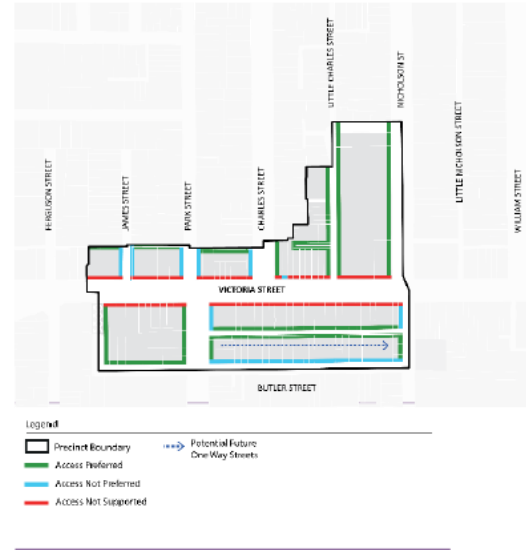 LITTLE CHARLES STREET
NICHOLSON ST
LITTLE NICHOLSON STREET
FERGUSON STREET
JAMES STREET
PARK STREET
CHARLES STREET
WILLIAM STREET
VICTORIA STREET
BUTLER STREET
Legend
Precinct Boundary
Potential Future
One Way Streets
Access Preferred
Access Not Preferred
Access Not Supported